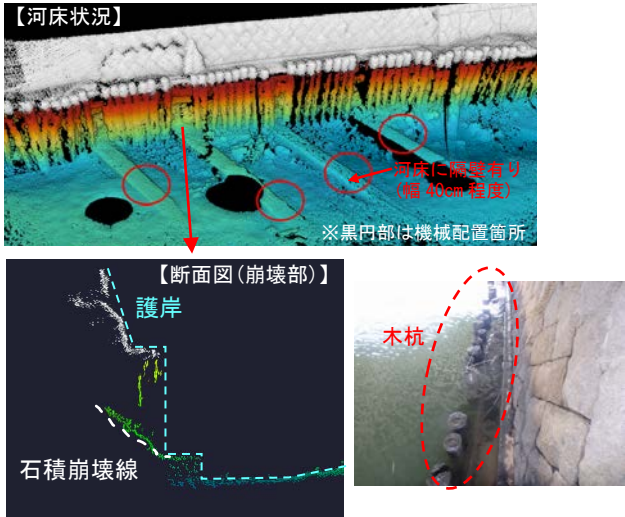 【河床状況】
河床に隔壁有り
(幅 40cm 程度)
※黒円部は機械配置箇所
【断面図(崩壊部)】
護岸
石積崩壊線
木杭